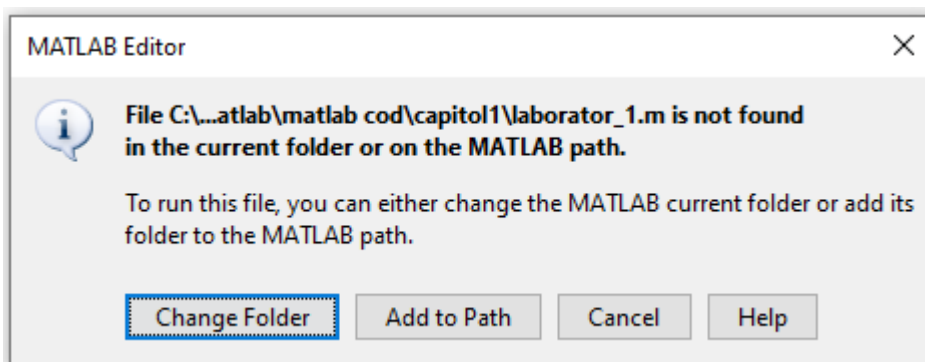 MATLAB Editor
File C:\...atlab\matlab cod\capitol1\laborator_1.m is not found
in the current folder or on the MATLAB path.
To run this file, you can either change the MATLAB current folder or add its
folder to the MATLAB path.
Change Folder Add to Path Cancel Help